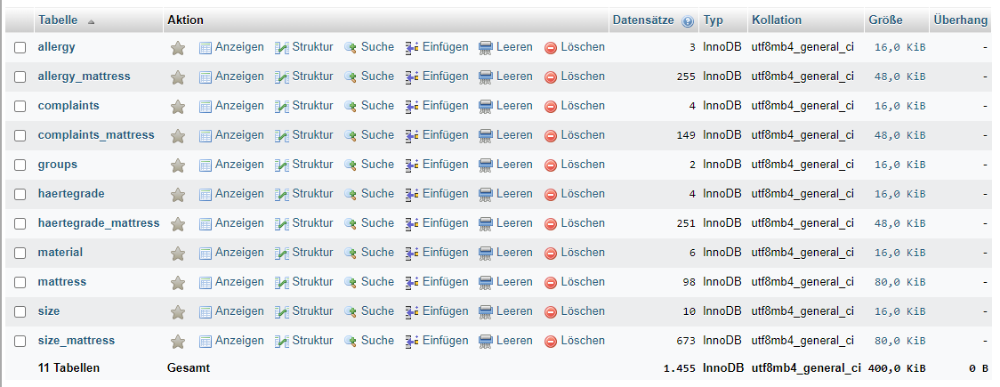 Tabelle Aktion Datensätze Typ Kollation Größe Überhang
allergy Anzeigen Struktur Suche Einfügen Leeren Löschen 3 InnoDB utf8mb4_general_ci 16,0 KiB -
allergy_mattress Anzeigen Struktur Suche Einfügen Leeren Löschen 255 InnoDB utf8mb4_general_ci 48,0 KiB -
complaints Anzeigen Struktur Suche Einfügen Leeren Löschen 4 InnoDB utf8mb4_general_ci 16,0 KiB -
complaints_mattress Anzeigen Struktur Suche Einfügen Leeren Löschen 149 InnoDB utf8mb4_general_ci 48,0 KiB -
groups Anzeigen Struktur Suche Einfügen Leeren Löschen 2 InnoDB utf8mb4_general_ci 16,0 KiB -
haertegrade Anzeigen Struktur Suche Einfügen Leeren Löschen 4 InnoDB utf8mb4_general_ci 16,0 KiB -
haertegrade_mattress Anzeigen Struktur Suche Einfügen Leeren Löschen 251 InnoDB utf8mb4_general_ci 48,0 KiB -
material Anzeigen Struktur Suche Einfügen Leeren Löschen 6 InnoDB utf8mb4_general_ci 16,0 KiB -
mattress Anzeigen Struktur Suche Einfügen Leeren Löschen 98 InnoDB utf8mb4_general_ci 80,0 KiB -
size Anzeigen Struktur Suche Einfügen Leeren Löschen 10 InnoDB utf8mb4_general_ci 16,0 KiB -
size_mattress Anzeigen Struktur Suche Einfügen Leeren Löschen 673 InnoDB utf8mb4_general_ci 80,0 KiB -
11 Tabellen Gesamt 1.455 InnoDB utf8mb4_general_ci 400,0 KiB 0 B